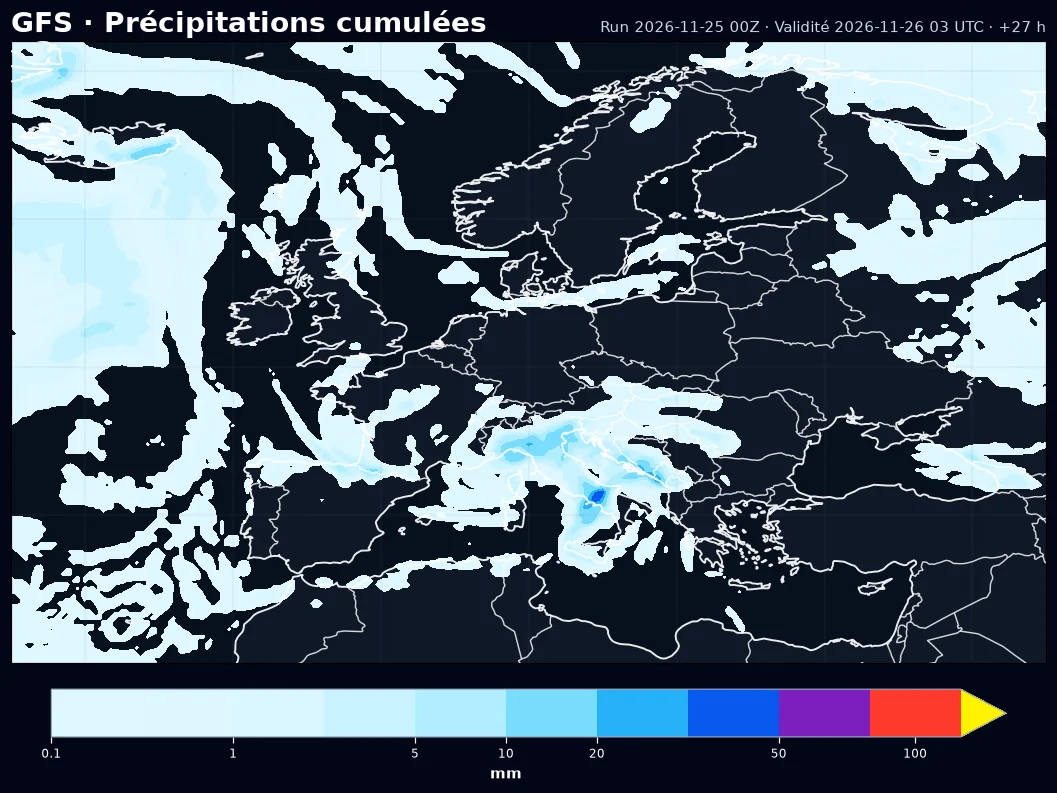 GFS · Précipitations cumulées
Run 2026-11-25 00Z · Validité 2026-11-26 03 UTC · +27 h
0.1 1 5 10 20 50 100
mm